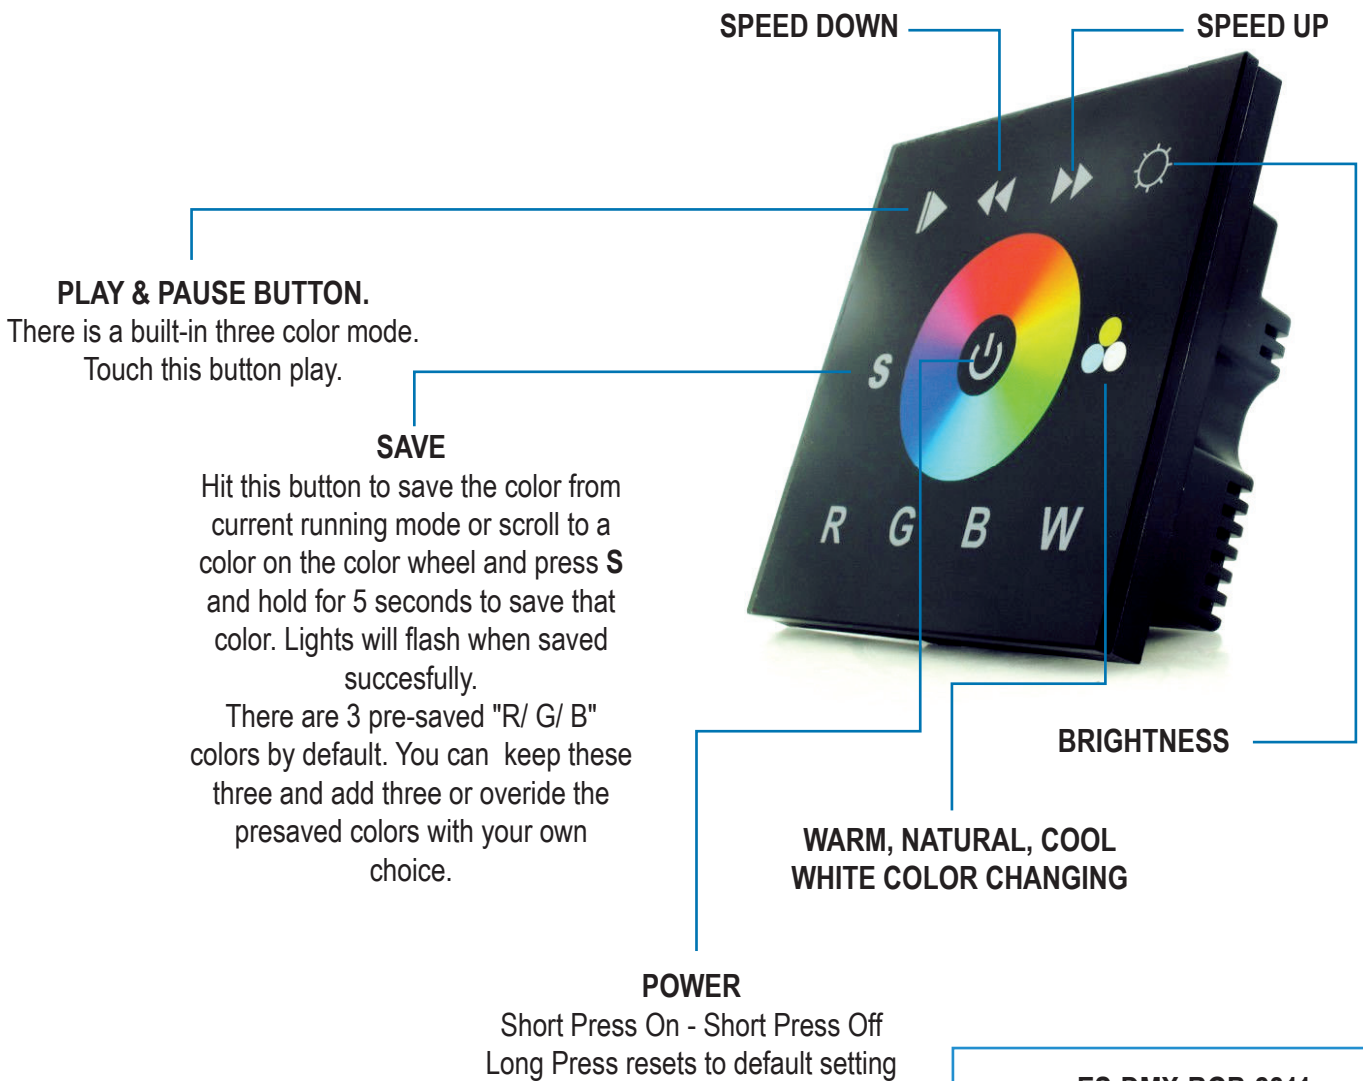 SPEED DOWN
SPEED UP
PLAY & PAUSE BUTTON.
There is a built-in three color mode.
Touch this button play.
S
R G B W
SAVE
Hit this button to save the color from
current running mode or scroll to a
color on the color wheel and press S
and hold for 5 seconds to save that
color. Lights will flash when saved
succesfully.
There are 3 pre-saved "R/ G/ B"
colors by default. You can keep these
three and add three or overide the
presaved colors with your own
choice.
BRIGHTNESS
WARM, NATURAL, COOL
WHITE COLOR CHANGING
POWER
Short Press On - Short Press Off
Long Press resets to default setting